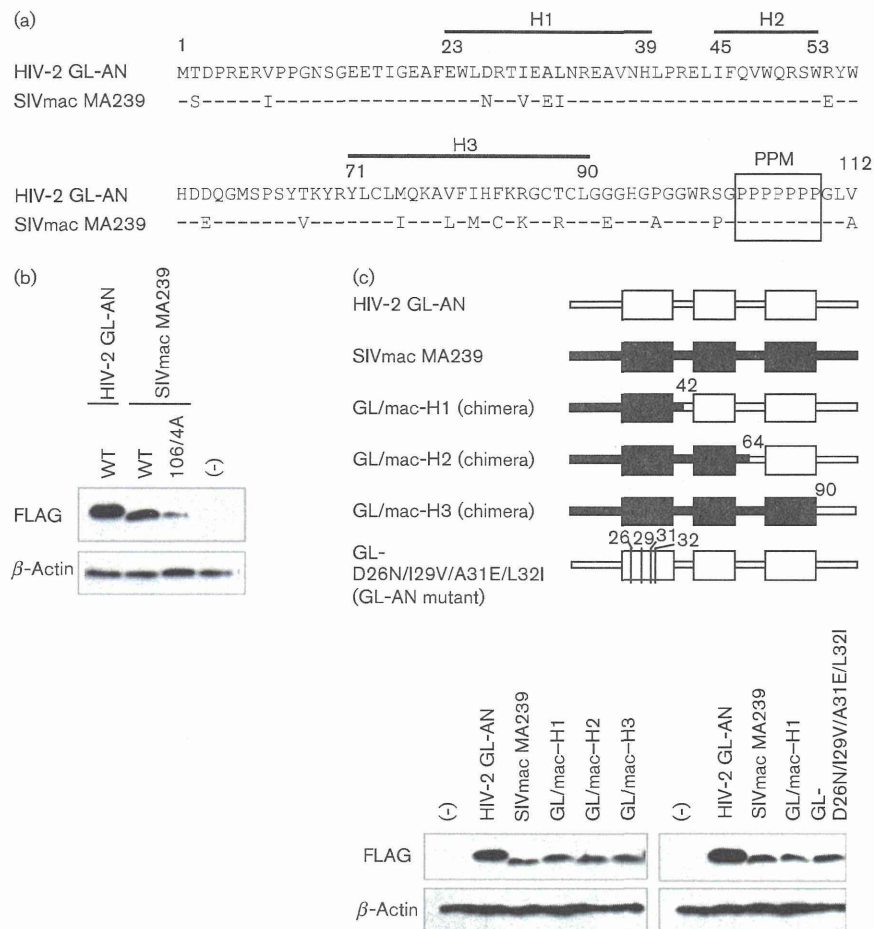 (a)
H1 H2
1 23 39 45 53
HIV-2 GL-AN MTDPRERVPPGNSGEETIGEAFEWLDRTIEALNREAVNHLPRELIFQVWQRSWRYW
SIVmac MA239 -S-----I-----------------N--V-EI---------------------E--
H3 PPM
71 90 112
HIV-2 GL-AN HDDQGMSPSYTKYRYLCLMQKAVFIHFKRGCTCLGGGHGPGGWRSGPPPPPPPGLV
SIVmac MA239 --E-------V-------I---L-M-C-K--R---E---A----P----------A
(b)
HIV-2 GL-AN
SIVmac MA239
WT
WT
106/4A
(-)
FLAG
β-Actin
(c)
HIV-2 GL-AN
SIVmac MA239
42
GL/mac-H1 (chimera)
64
GL/mac-H2 (chimera)
90
GL/mac-H3 (chimera)
26 29 31 32
GL-
D26N/I29V/A31E/L32I
(GL-AN mutant)
(-)
HIV-2 GL-AN
SIVmac MA239
GL/mac–H1
GL/mac–H2
GL/mac–H3
(-)
HIV-2 GL-AN
SIVmac MA239
GL/mac–H1
GL-
D26N/I29V/A31E/L32I
FLAG
β-Actin